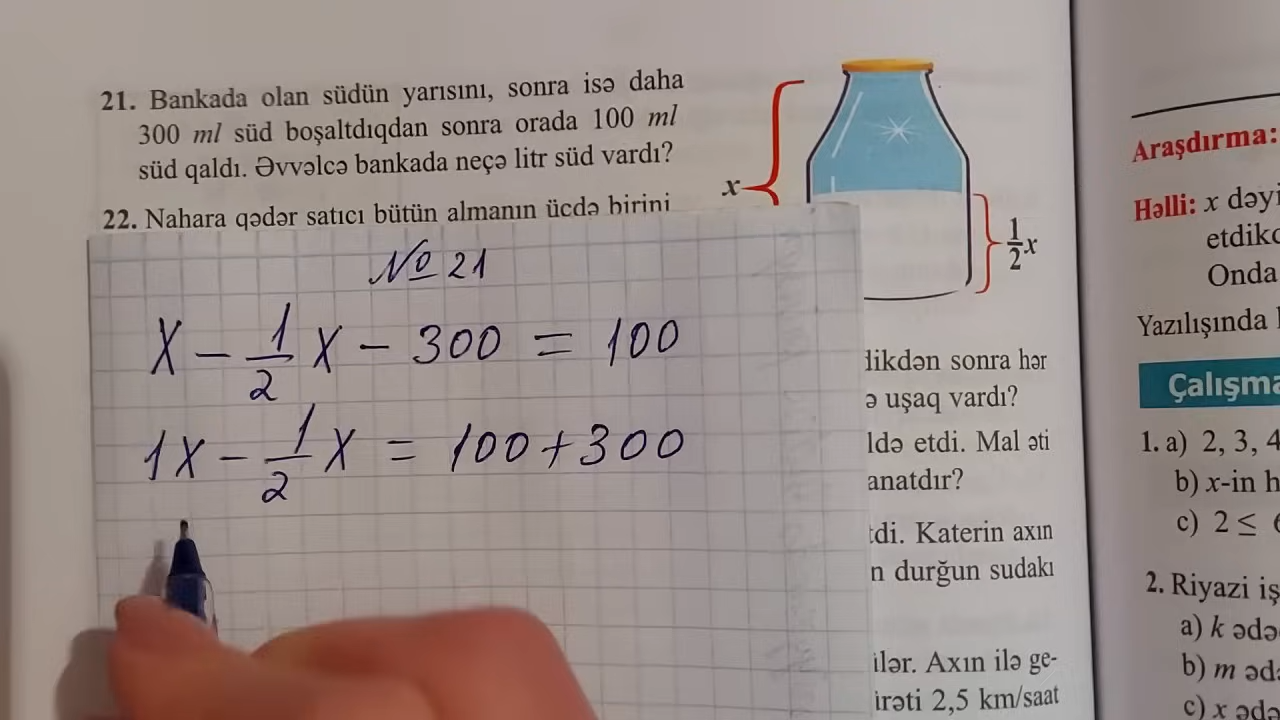 21. Bankada olan südün yarısını, sonra isə daha
300 ml süd boşaltdıqdan sonra orada 100 ml
süd qaldı. Əvvəlcə bankada neçə litr süd vardı?
22. Nahara qədər satıcı bütün almanın üçdə birini
x
1/2 x
№ 21
X - 1/2 X - 300 = 100
1X - 1/2 X = 100 + 300
dikdən sonra hər
ə uşaq vardı?
ldə etdi. Mal əti
anatdır?
tdi. Katerin axın
n durğun sudakı
ilər. Axın ilə ge-
irəti 2,5 km/saat
Araşdırma:
Həlli: x dəyi
etdikd
Onda
Yazılışında
Çalışma
1. a) 2, 3, 4
b) x-in h
c) 2 ≤
2. Riyazi iş
a) k ədə
b) m əd
c) x ədə